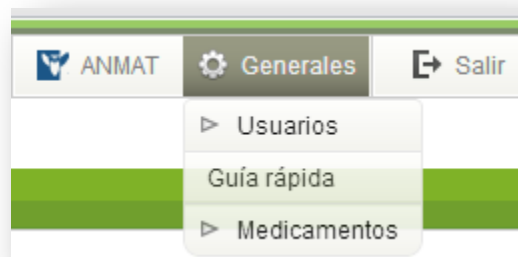 ANMAT Generales Salir
Usuarios
Guía rápida
Medicamentos